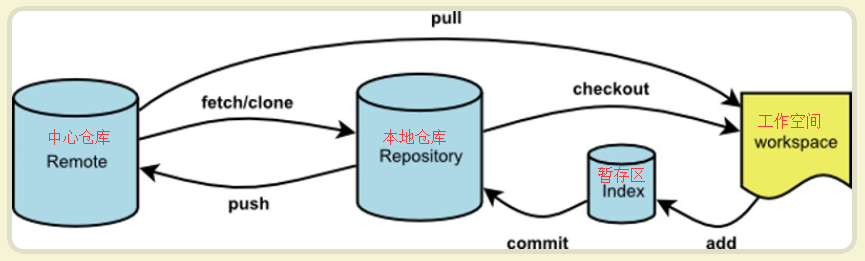 pull
fetch/clone
checkout
中心仓库
Remote
本地仓库
Repository
工作空间
workspace
暂存区
Index
push
commit
add